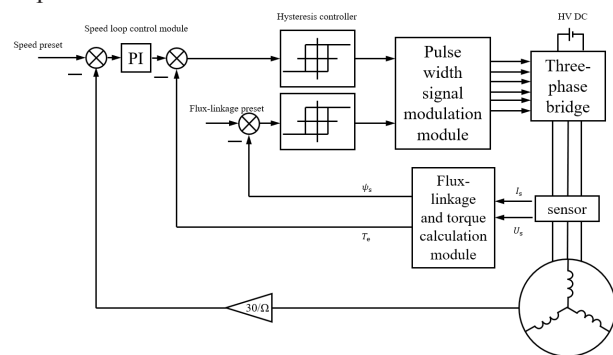 Speed loop control module
Hysteresis controller
HV DC
Speed preset
PI
Pulse
width
signal
modulation
module
Three-
phase
bridge
Flux-linkage preset
ψs
Flux-
linkage
and torque
calculation
module
Is
sensor
Te
Us
30/Ω